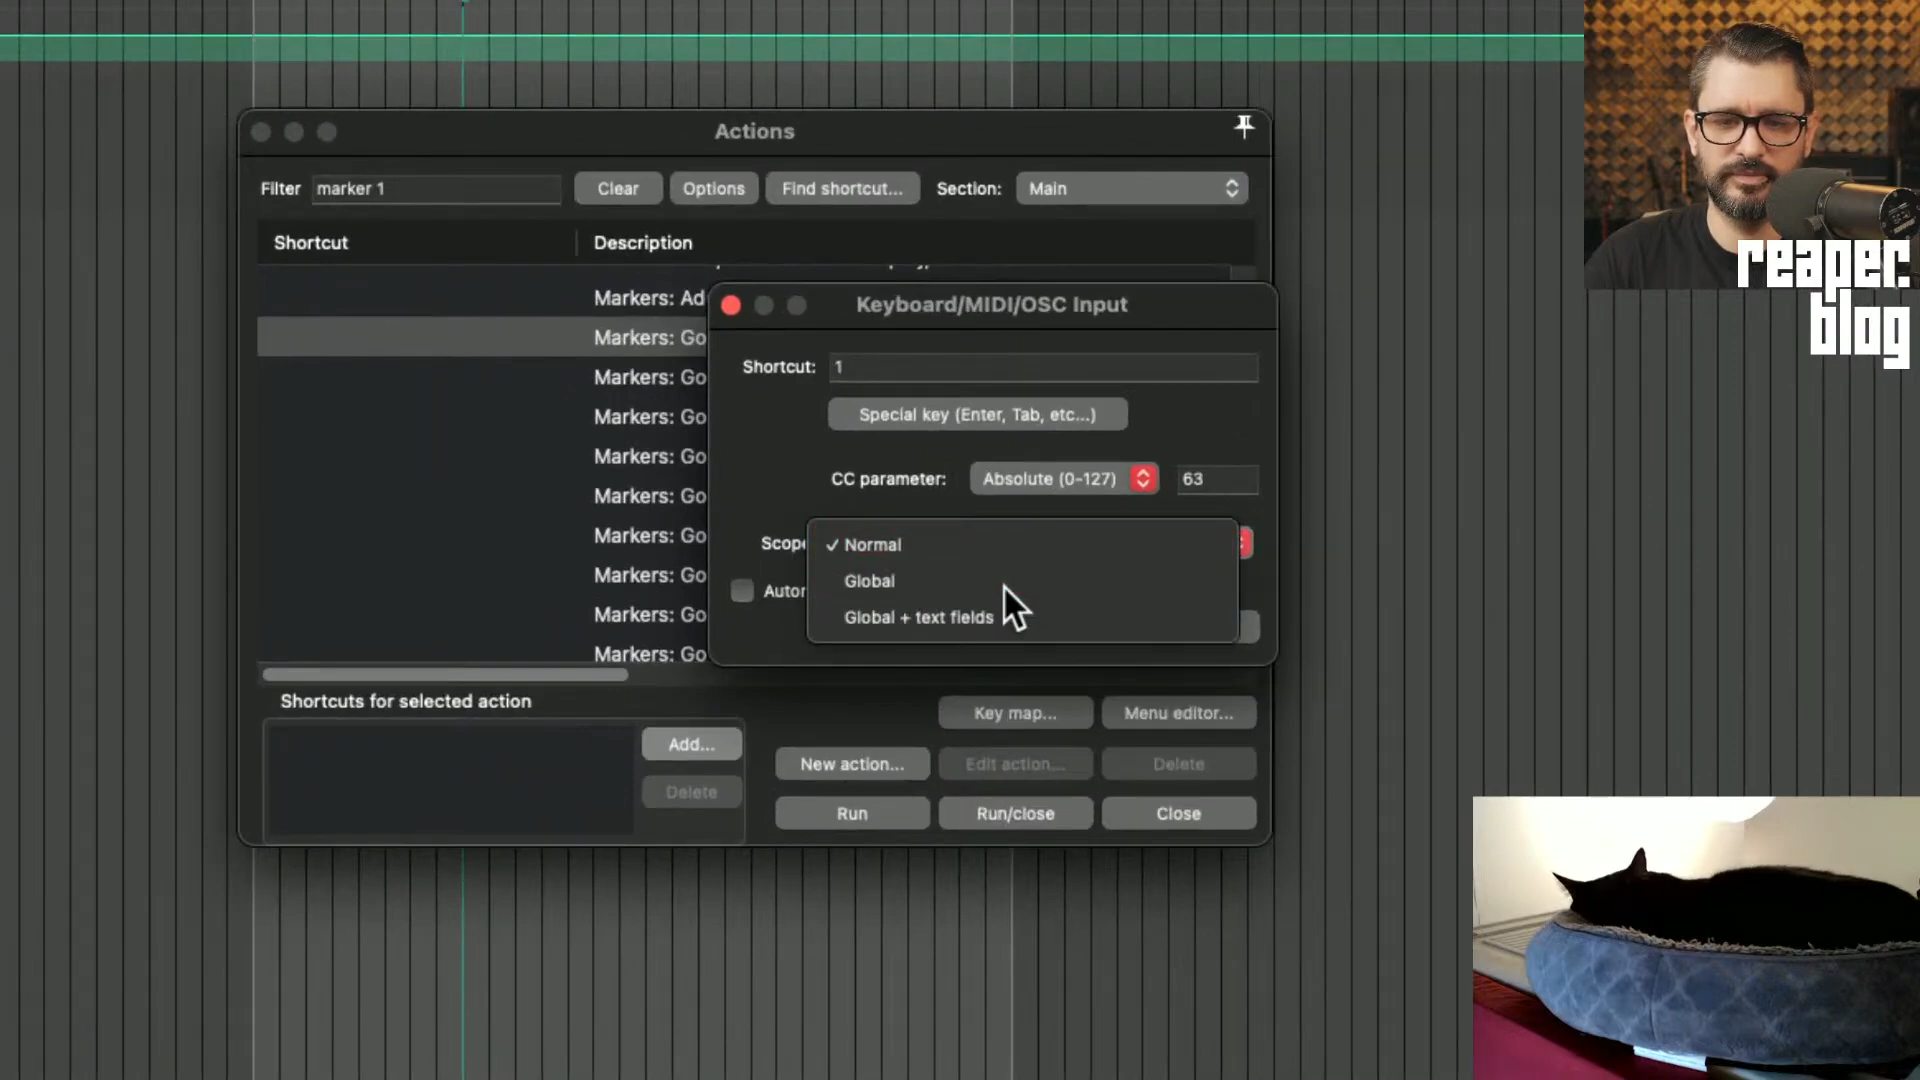 Actions
Filter marker 1 Clear Options Find shortcut... Section: Main
Shortcut Description
Markers: Ad
Markers: Go
Markers: Go
Markers: Go
Markers: Go
Markers: Go
Markers: Go
Markers: Go
Markers: Go
Markers: Go
Keyboard/MIDI/OSC Input
Shortcut: 1
Special key (Enter, Tab, etc...)
CC parameter: Absolute (0-127) 63
Scope
✓ Normal
Global
Global + text fields
Autor
Shortcuts for selected action
Add...
Delete
Key map... Menu editor...
New action... Edit action... Delete
Run Run/close Close
reaper.
blog